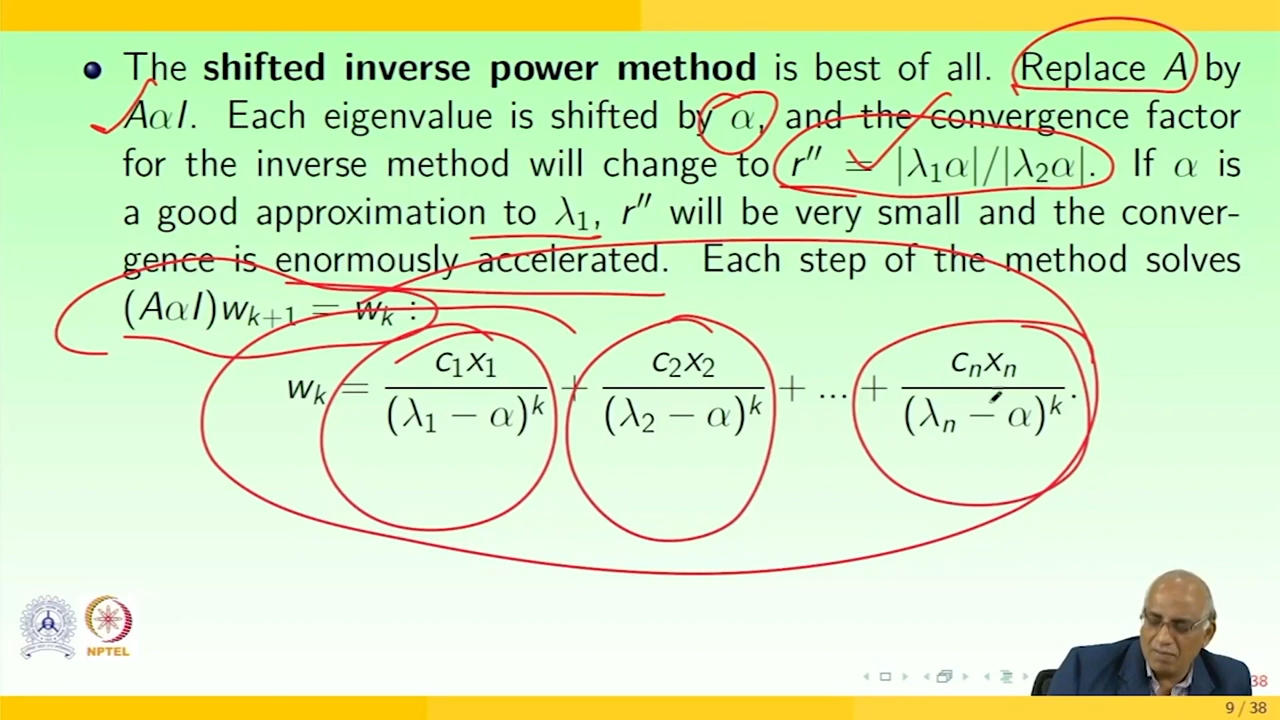 The shifted inverse power method is best of all. Replace A by
AαI. Each eigenvalue is shifted by α, and the convergence factor
for the inverse method will change to r″ = |λ₁α|/|λ₂α|. If α is
a good approximation to λ₁, r″ will be very small and the conver-
gence is enormously accelerated. Each step of the method solves
(AαI)wₖ₊₁ = wₖ :
wₖ = c₁x₁/(λ₁ − α)ᵏ + c₂x₂/(λ₂ − α)ᵏ + ... + cₙxₙ/(λₙ − α)ᵏ.
NPTEL
38
9 / 38